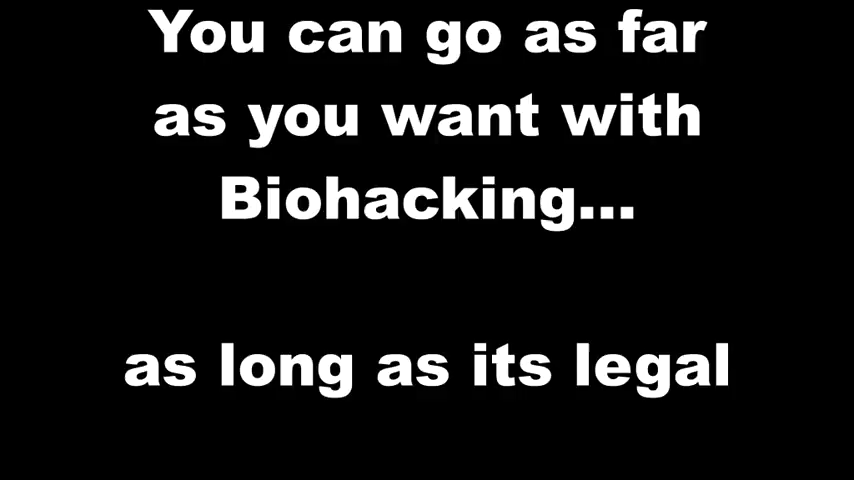 You can go as far
as you want with
Biohacking...
as long as its legal